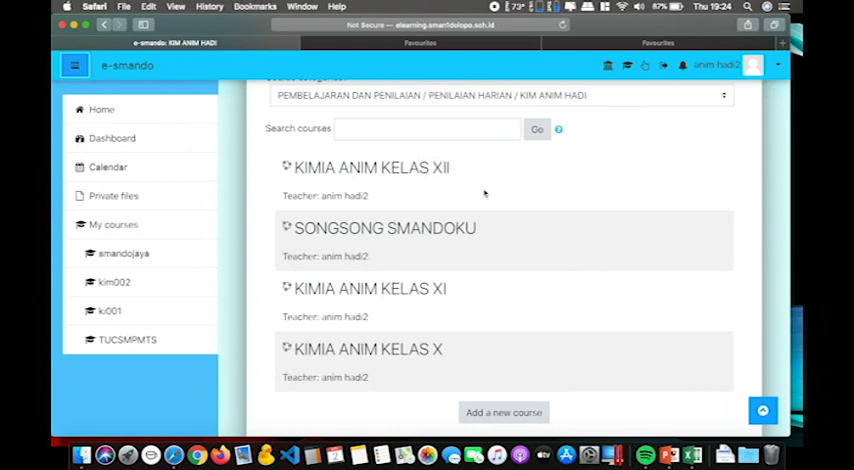 Safari File Edit View History Bookmarks Window Help
73° 87% Thu 19:24
Not Secure — elearning.sman1dolopo.sch.id
e-smando: KIM ANIM HADI Favourites Favourites
e-smando
anim hadi2
Home
Dashboard
Calendar
Private files
My courses
smandojaya
kim002
ki001
TUCSMPMTS
PEMBELAJARAN DAN PENILAIAN / PENILAIAN HARIAN / KIM ANIM HADI
Search courses Go
KIMIA ANIM KELAS XII
Teacher: anim hadi2
SONGSONG SMANDOKU
Teacher: anim hadi2
KIMIA ANIM KELAS XI
Teacher: anim hadi2
KIMIA ANIM KELAS X
Teacher: anim hadi2
Add a new course